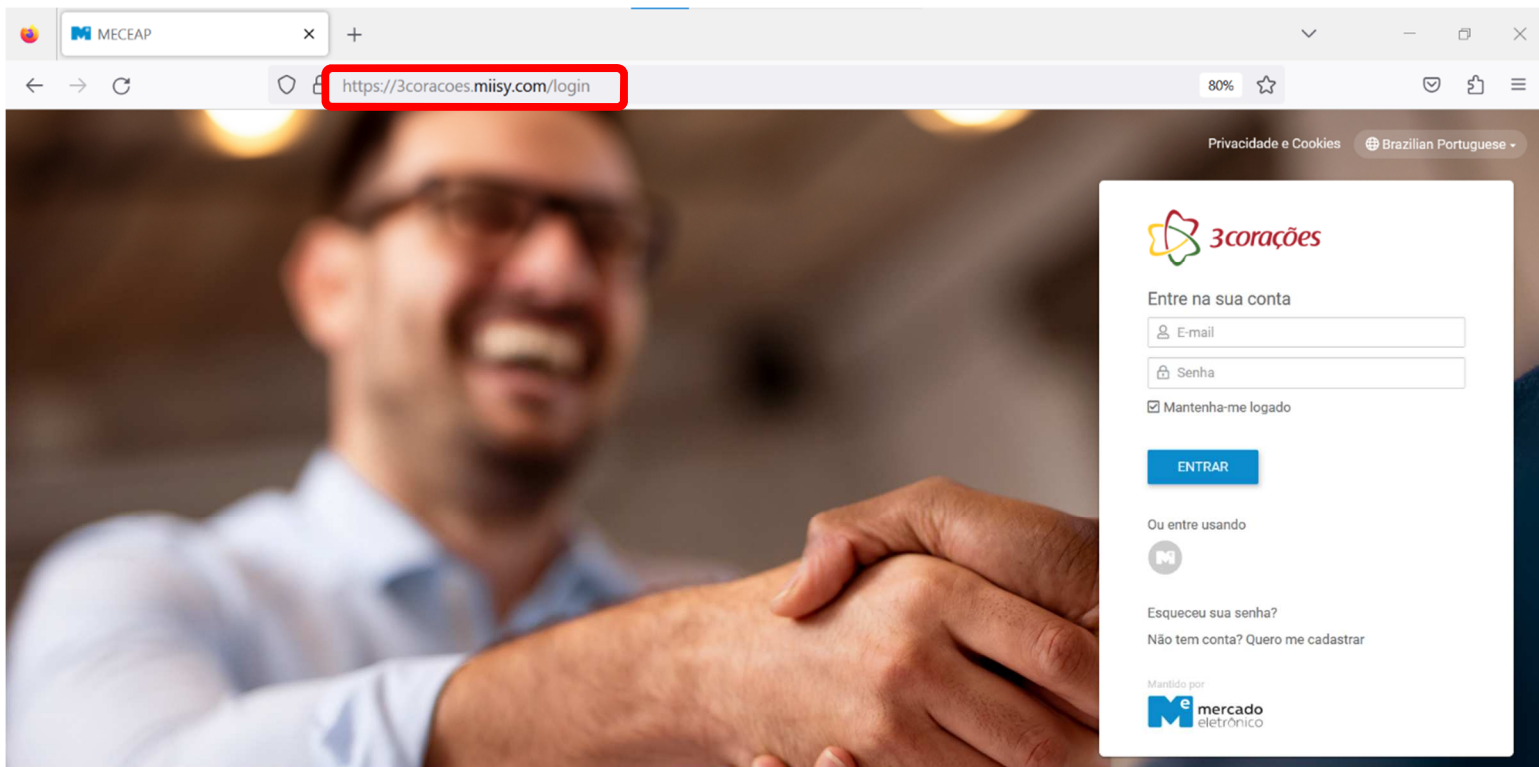 MECEAP
https://3coracoes.miisy.com/login
80%
Privacidade e Cookies
Brazilian Portuguese
3corações
Entre na sua conta
E-mail
Senha
Mantenha-me logado
ENTRAR
Ou entre usando
M
Esqueceu sua senha?
Não tem conta? Quero me cadastrar
Mantido por
Me mercado
eletrônico